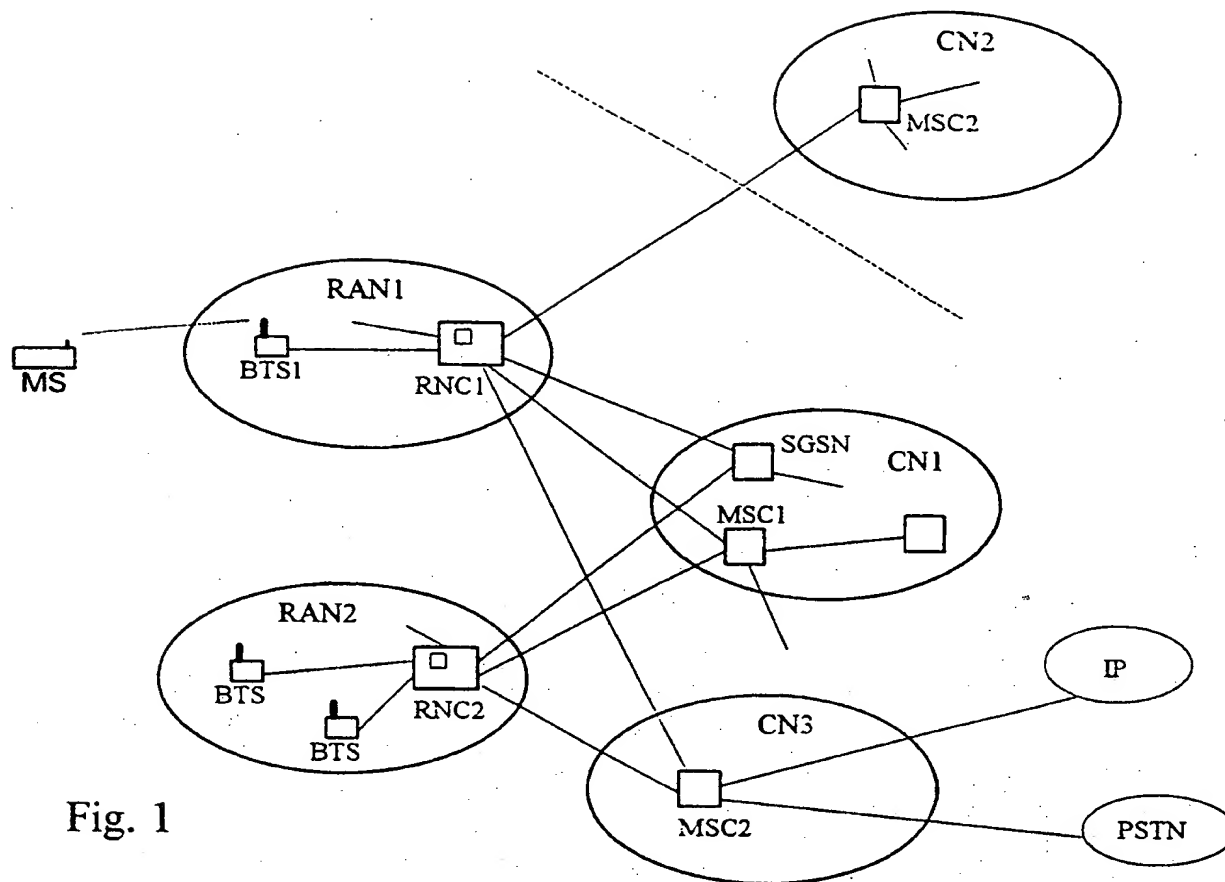 CN2
MSC2
RAN1
BTS1
RNC1
MS
SGSN
CN1
MSC1
RAN2
BTS
RNC2
BTS
IP
CN3
MSC2
PSTN
Fig. 1